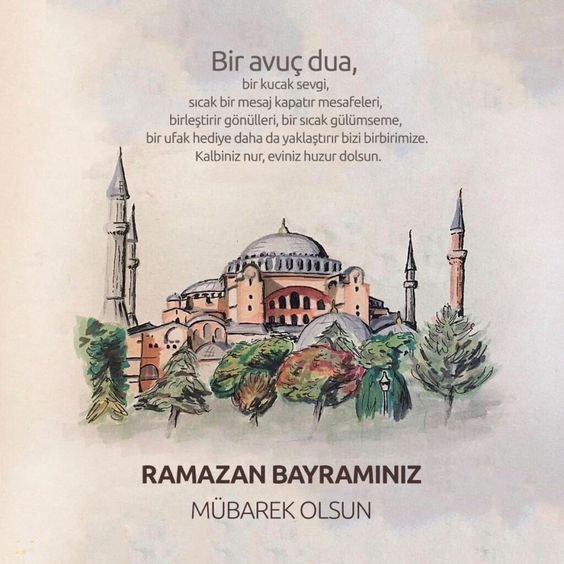 Bir avuç dua,
bir kucak sevgi,
sıcak bir mesaj kapatır mesafeleri,
birleştirir gönülleri, bir sıcak gülümseme,
bir ufak hediye daha da yaklaştırır bizi birbirimize.
Kalbiniz nur, eviniz huzur dolsun.
RAMAZAN BAYRAMINIZ
MÜBAREK OLSUN